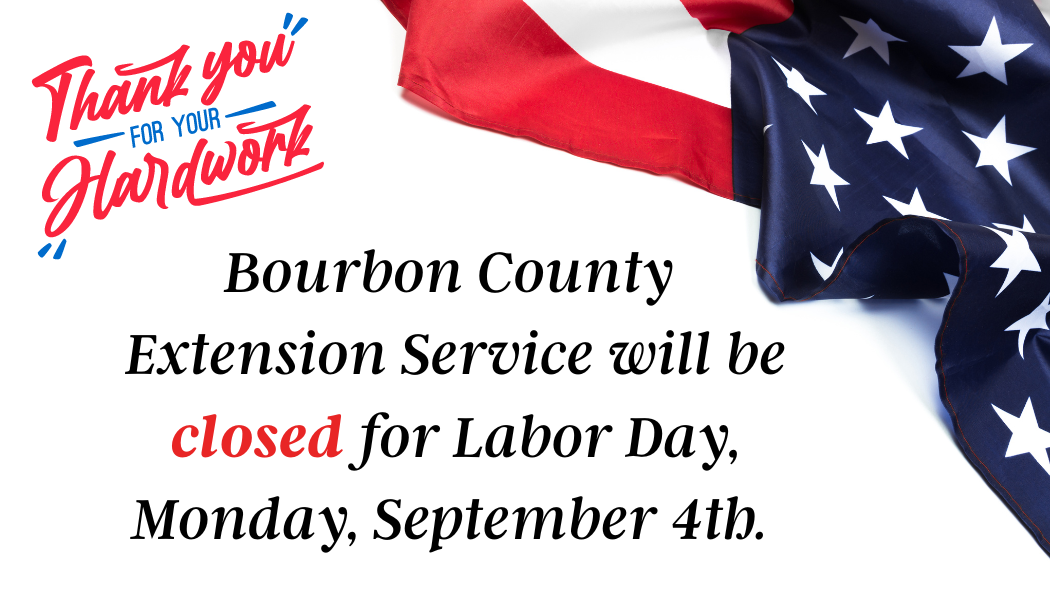 Thank you
FOR YOUR
Hardwork
Bourbon County
Extension Service will be
closed for Labor Day,
Monday, September 4th.